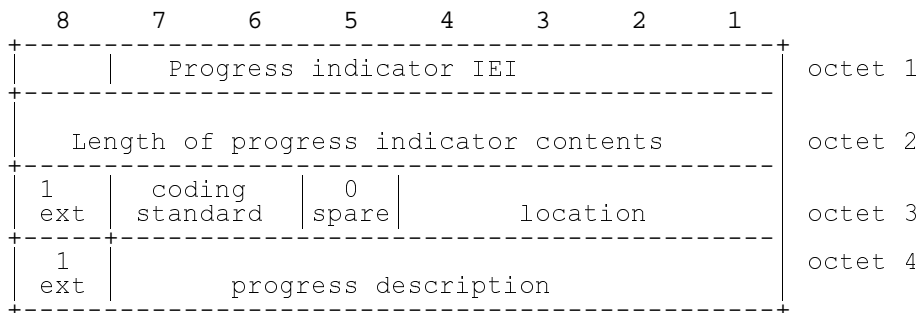 8 7 6 5 4 3 2 1
Progress indicator IEI octet 1
Length of progress indicator contents octet 2
1 coding 0
ext standard spare location octet 3
1 octet 4
ext progress description